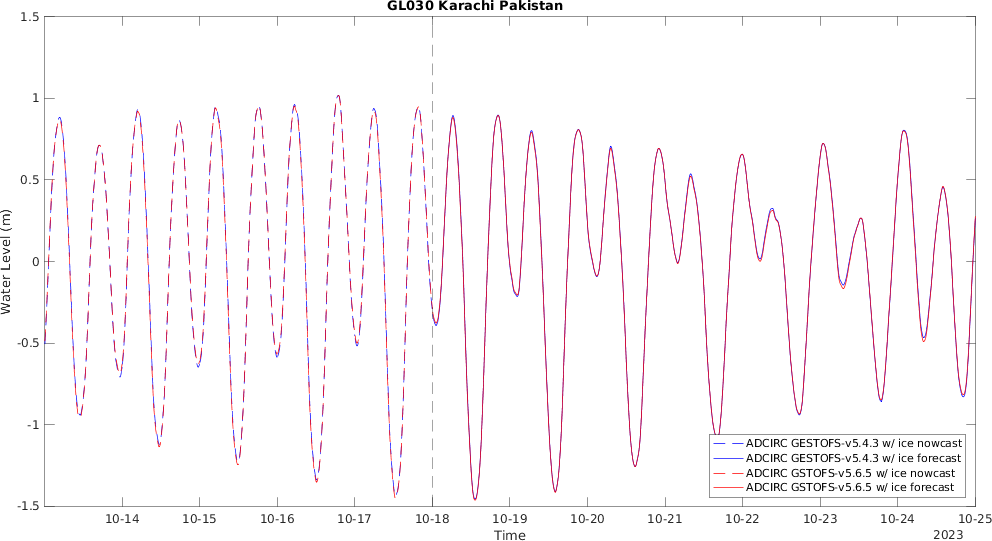 GL030 Karachi Pakistan
1.5
1
0.5
0
-0.5
-1
-1.5
Water Level (m)
ADCIRC GESTOFS-v5.4.3 w/ ice nowcast
ADCIRC GESTOFS-v5.4.3 w/ ice forecast
ADCIRC GSTOFS-v5.6.5 w/ ice nowcast
ADCIRC GSTOFS-v5.6.5 w/ ice forecast
10-14 10-15 10-16 10-17 10-18 10-19 10-20 10-21 10-22 10-23 10-24 10-25
Time
2023